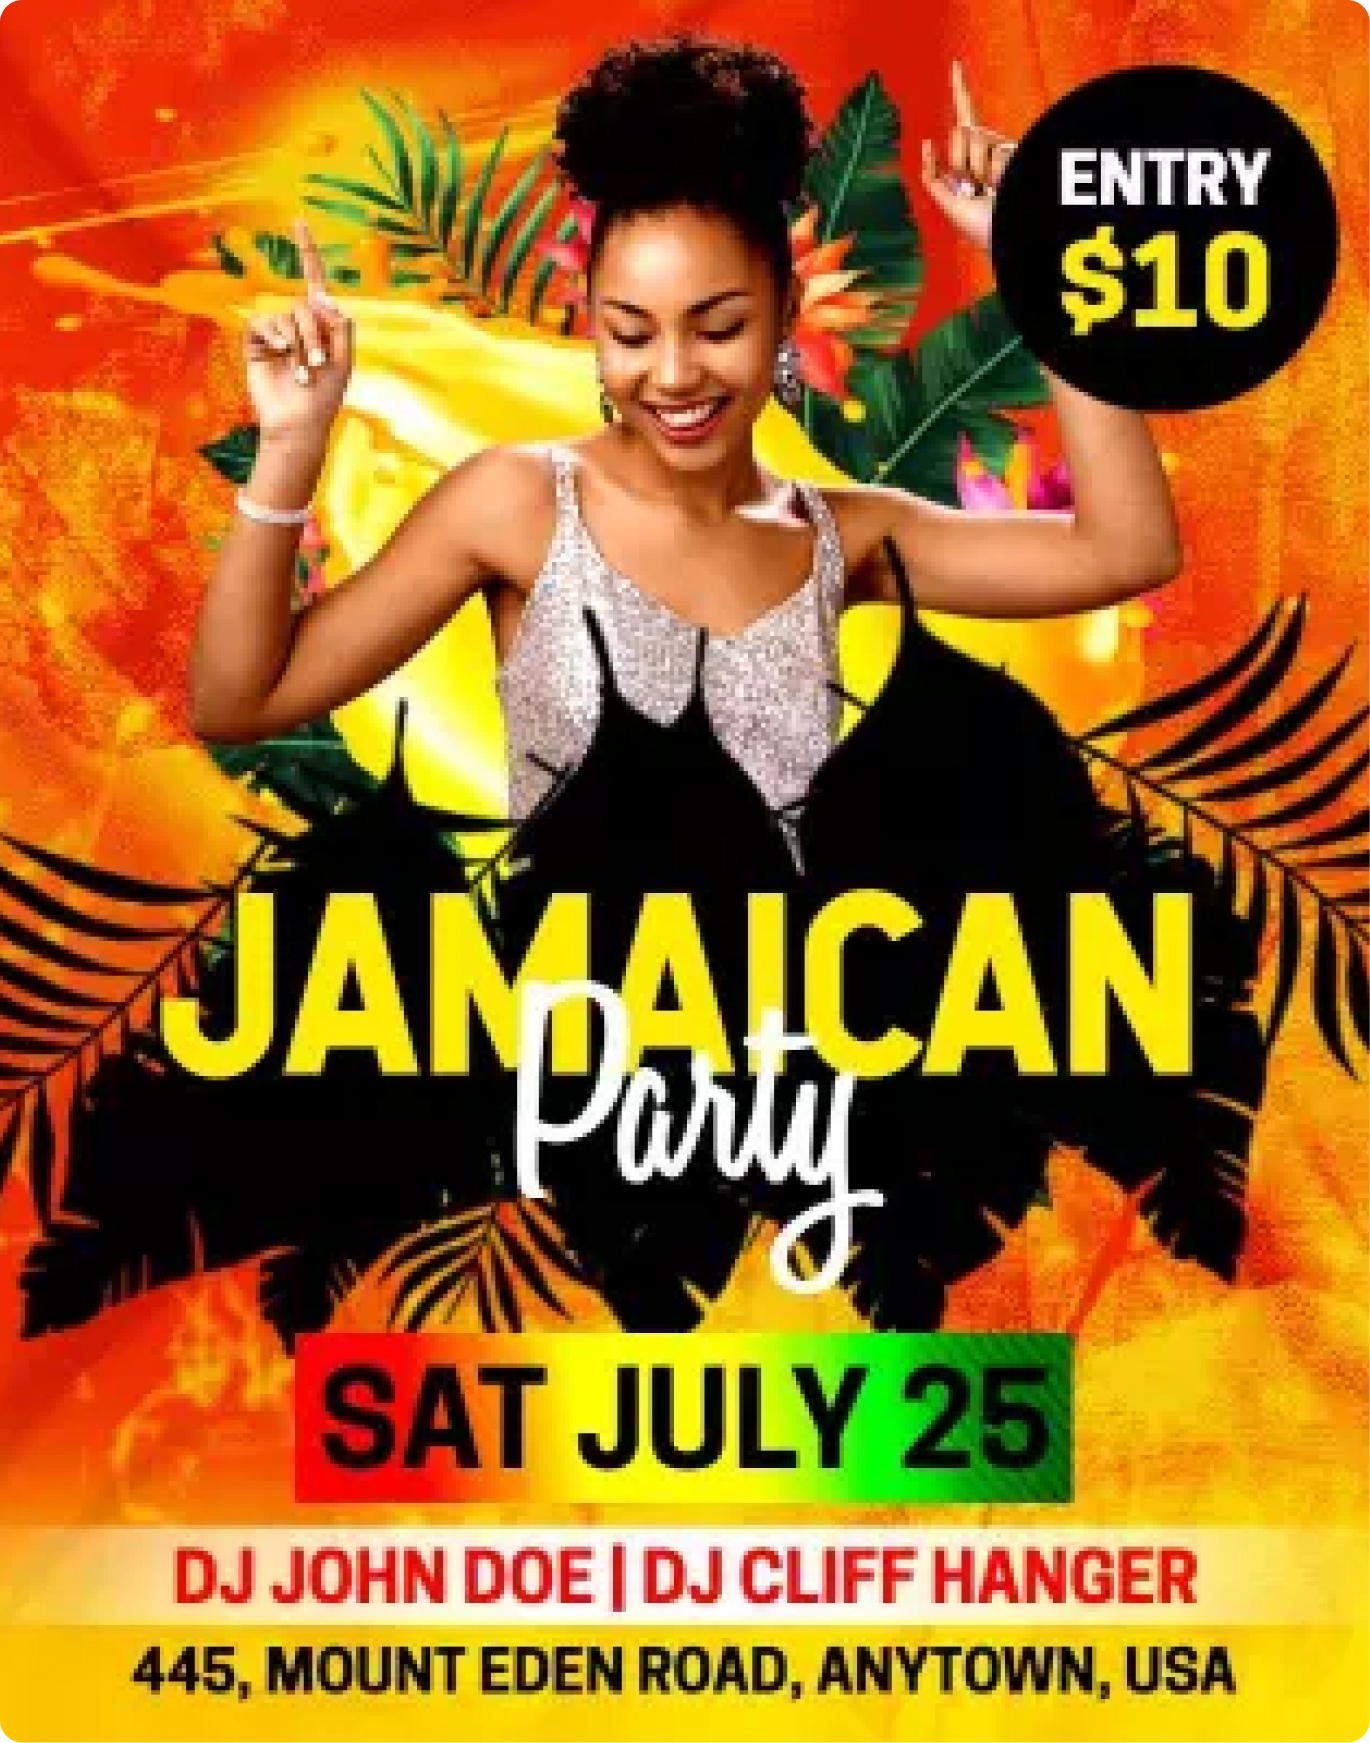 ENTRY
$10
JAMAICAN
Party
SAT JULY 25
DJ JOHN DOE | DJ CLIFF HANGER
445, MOUNT EDEN ROAD, ANYTOWN, USA